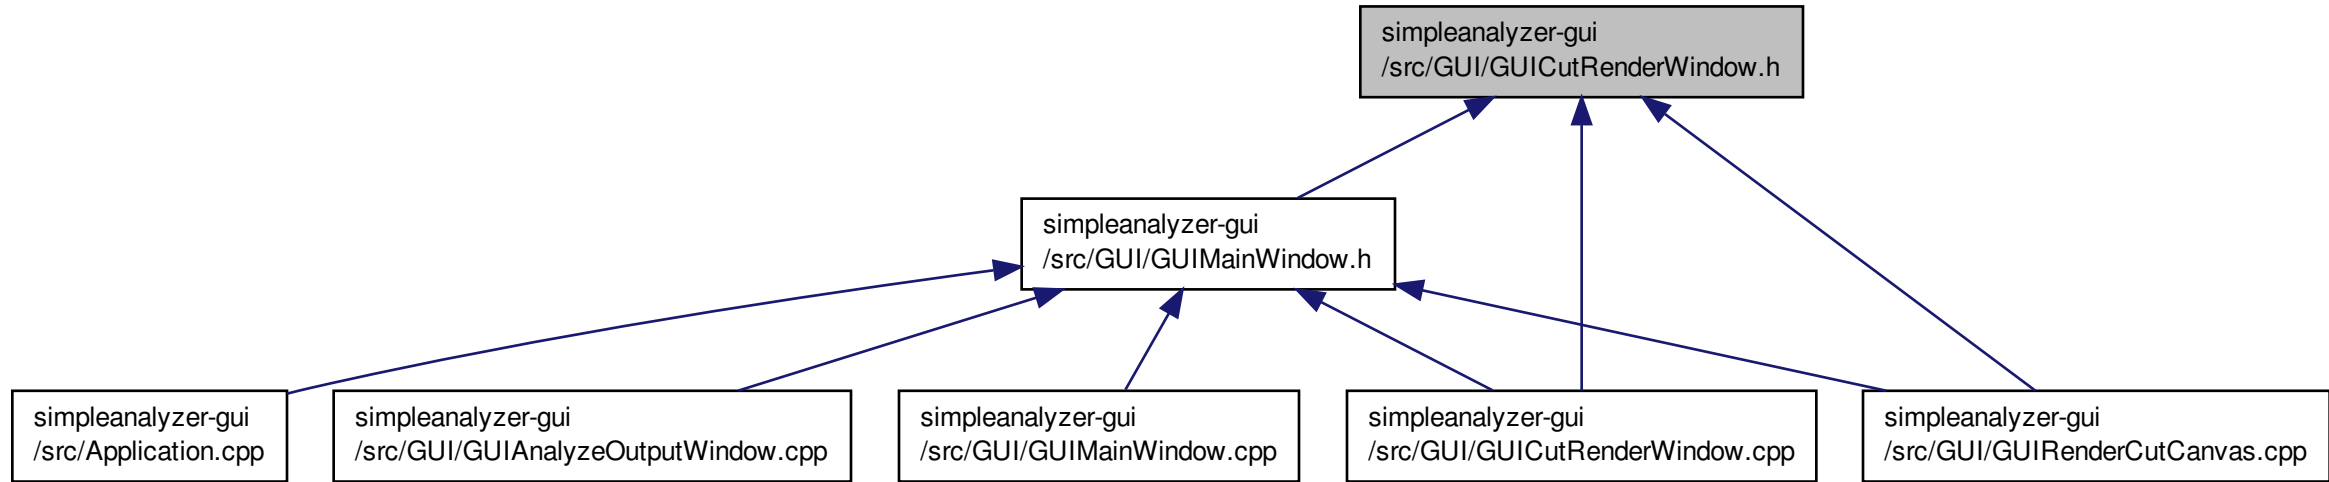 simpleanalyzer-gui
/src/GUI/GUICutRenderWindow.h
simpleanalyzer-gui
/src/GUI/GUIMainWindow.h
simpleanalyzer-gui
/src/Application.cpp
simpleanalyzer-gui
/src/GUI/GUIAnalyzeOutputWindow.cpp
simpleanalyzer-gui
/src/GUI/GUIMainWindow.cpp
simpleanalyzer-gui
/src/GUI/GUICutRenderWindow.cpp
simpleanalyzer-gui
/src/GUI/GUIRenderCutCanvas.cpp